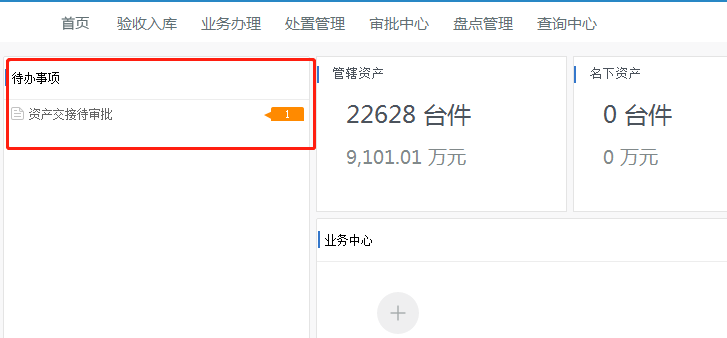 首页 验收入库 业务办理 处置管理 审批中心 盘点管理 查询中心
待办事项
资产交接待审批 1
管辖资产
22628 台件
9,101.01 万元
名下资产
0 台件
0 万元
业务中心